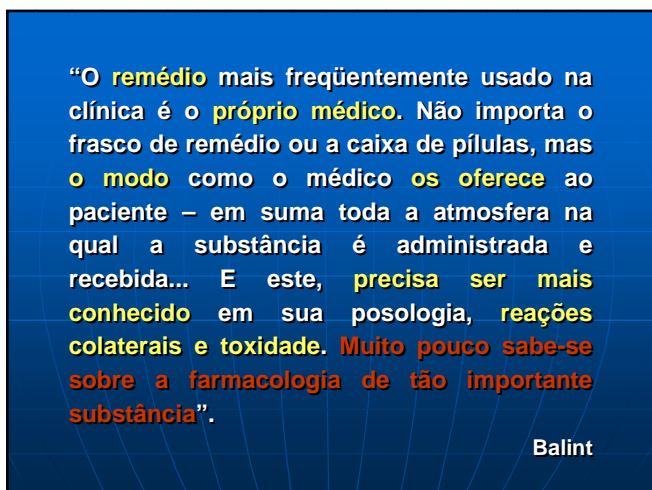 “O remédio mais freqüentemente usado na
clínica é o próprio médico. Não importa o
frasco de remédio ou a caixa de pílulas, mas
o modo como o médico os oferece ao
paciente – em suma toda a atmosfera na
qual a substância é administrada e
recebida... E este, precisa ser mais
conhecido em sua posologia, reações
colaterais e toxidade. Muito pouco sabe-se
sobre a farmacologia de tão importante
substância”.
Balint